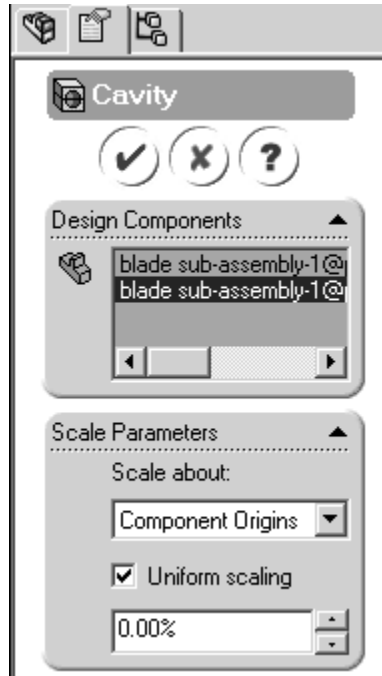 Cavity
?
Design Components
blade sub-assembly-1@
blade sub-assembly-1@
Scale Parameters
Scale about:
Component Origins
Uniform scaling
0.00%